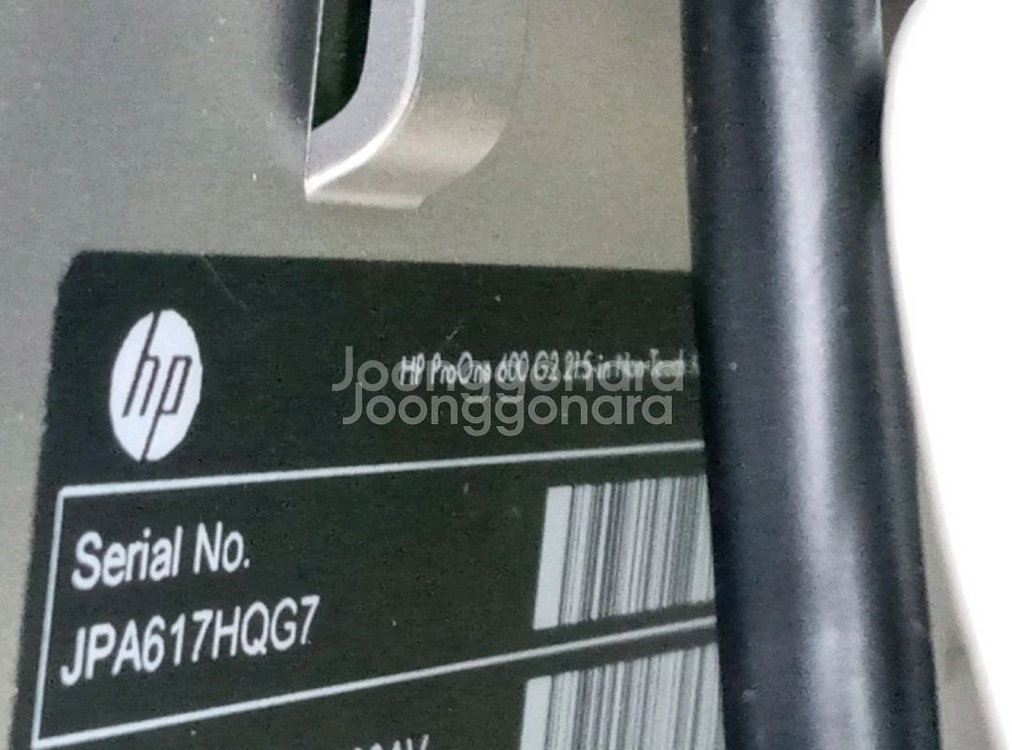 hp
HP ProOne 600 G2 21.5-in Non-Touch
Joonggonara
Joonggonara
Serial No.
JPA617HQG7